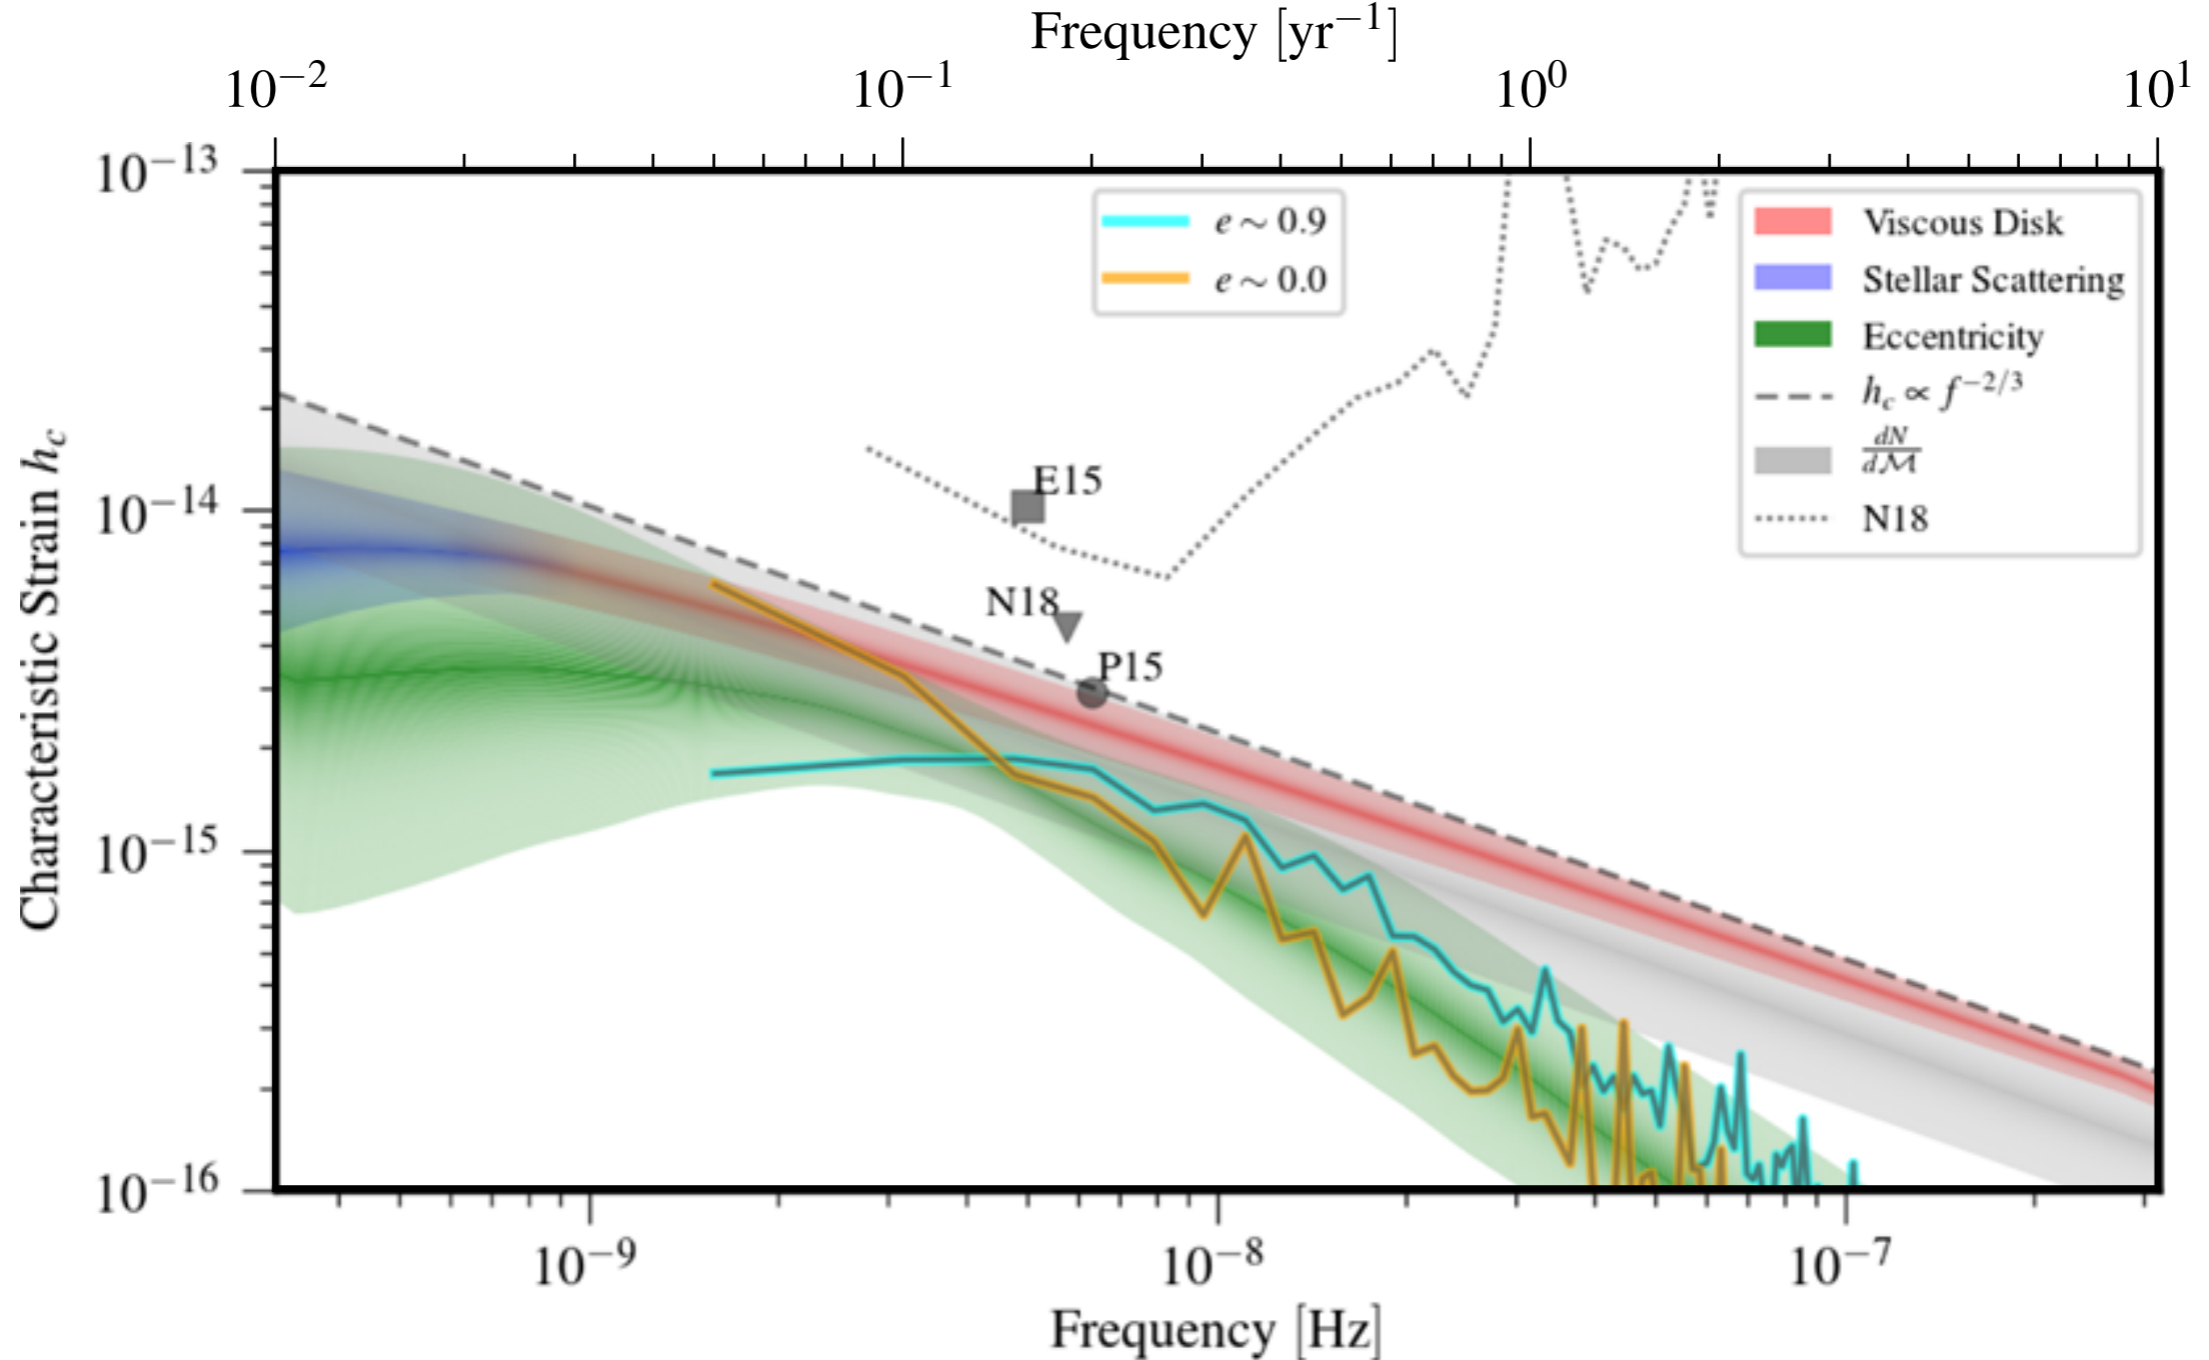 Frequency [yr⁻¹]
10⁻² 10⁻¹ 10⁰ 10¹
10⁻¹³
10⁻¹⁴
10⁻¹⁵
10⁻¹⁶
Characteristic Strain h_c
e ∼ 0.9
e ∼ 0.0
Viscous Disk
Stellar Scattering
Eccentricity
h_c ∝ f^{−2/3}
dN/dℳ
N18
E15
N18
P15
10⁻⁹ 10⁻⁸ 10⁻⁷
Frequency [Hz]